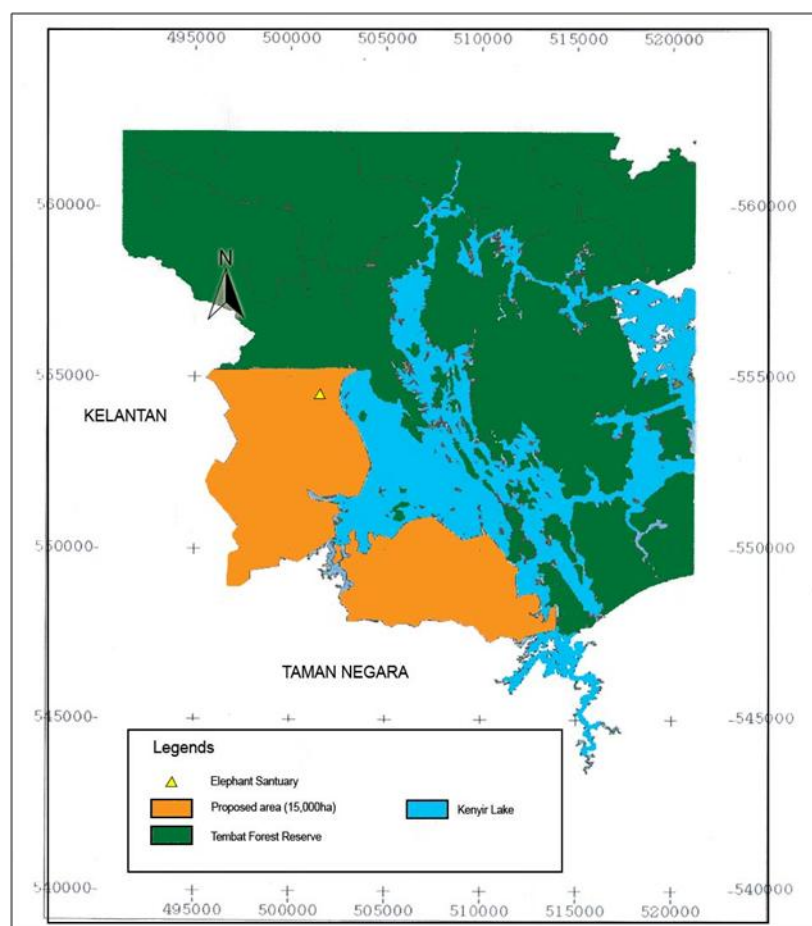 495000 500000 505000 510000 515000 520000
560000 560000
N
555000 555000
KELANTAN
550000 550000
TAMAN NEGARA
545000 545000
Legends
Elephant Santuary
Proposed area (15,000ha) Kenyir Lake
Tembat Forest Reserve
540000 540000
495000 500000 505000 510000 515000 520000